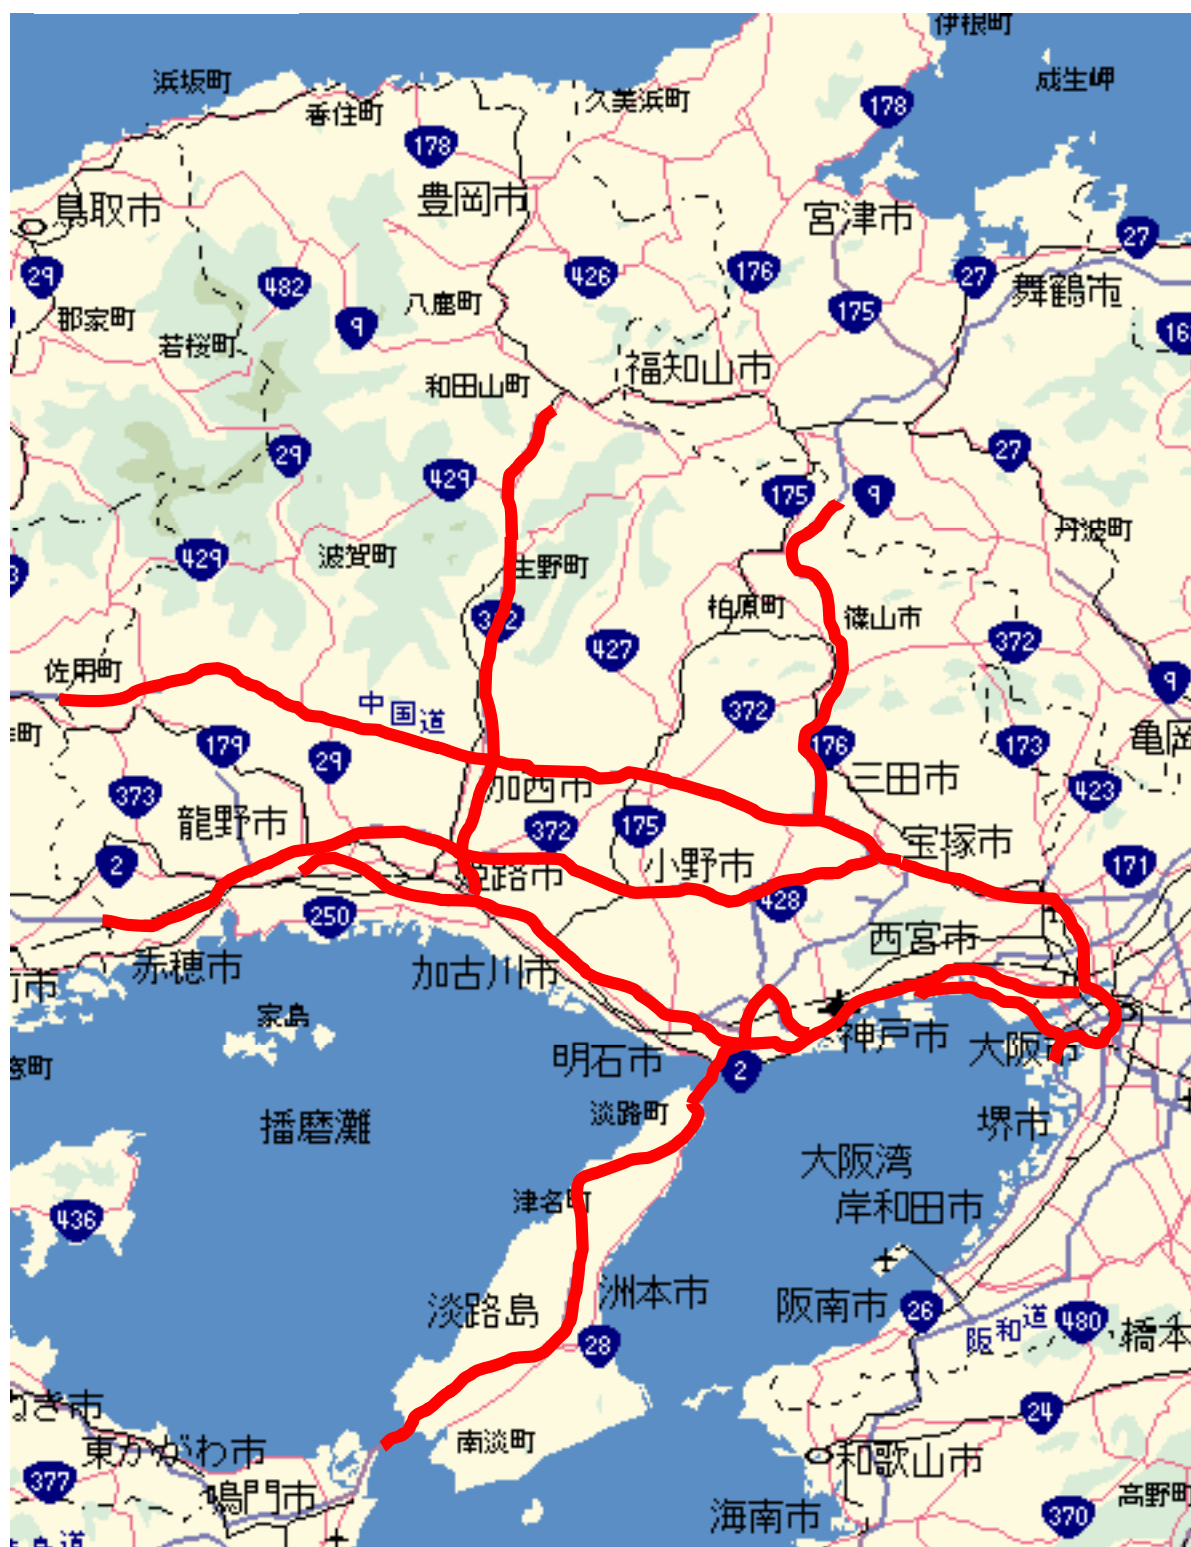 伊根町
浜坂町
成生岬
久美浜町
香住町
178
178
豊岡市
鳥取市
宮津市
27
29
482
426
176
27
舞鶴市
八鹿町
175
郡家町
9
若桜町
福知山市
和田山町
29
429
27
175
9
丹波町
429
波賀町
生野町
柏原町
篠山市
427
372
佐用町
9
中国道
372
179
29
176
173
三田市
373
加西市
423
龍野市
372
175
2
宝塚市
小野市
171
428
250
西宮市
赤穂市
加古川市
家島
神戸市
大阪市
明石市
2
淡路町
播磨灘
堺市
大阪湾
津名町
岸和田市
436
淡路島
洲本市
阪南市
26
阪和道
480
28
24
東かがわ市
南淡町
和歌山市
377
鳴門市
高野町
海南市
370